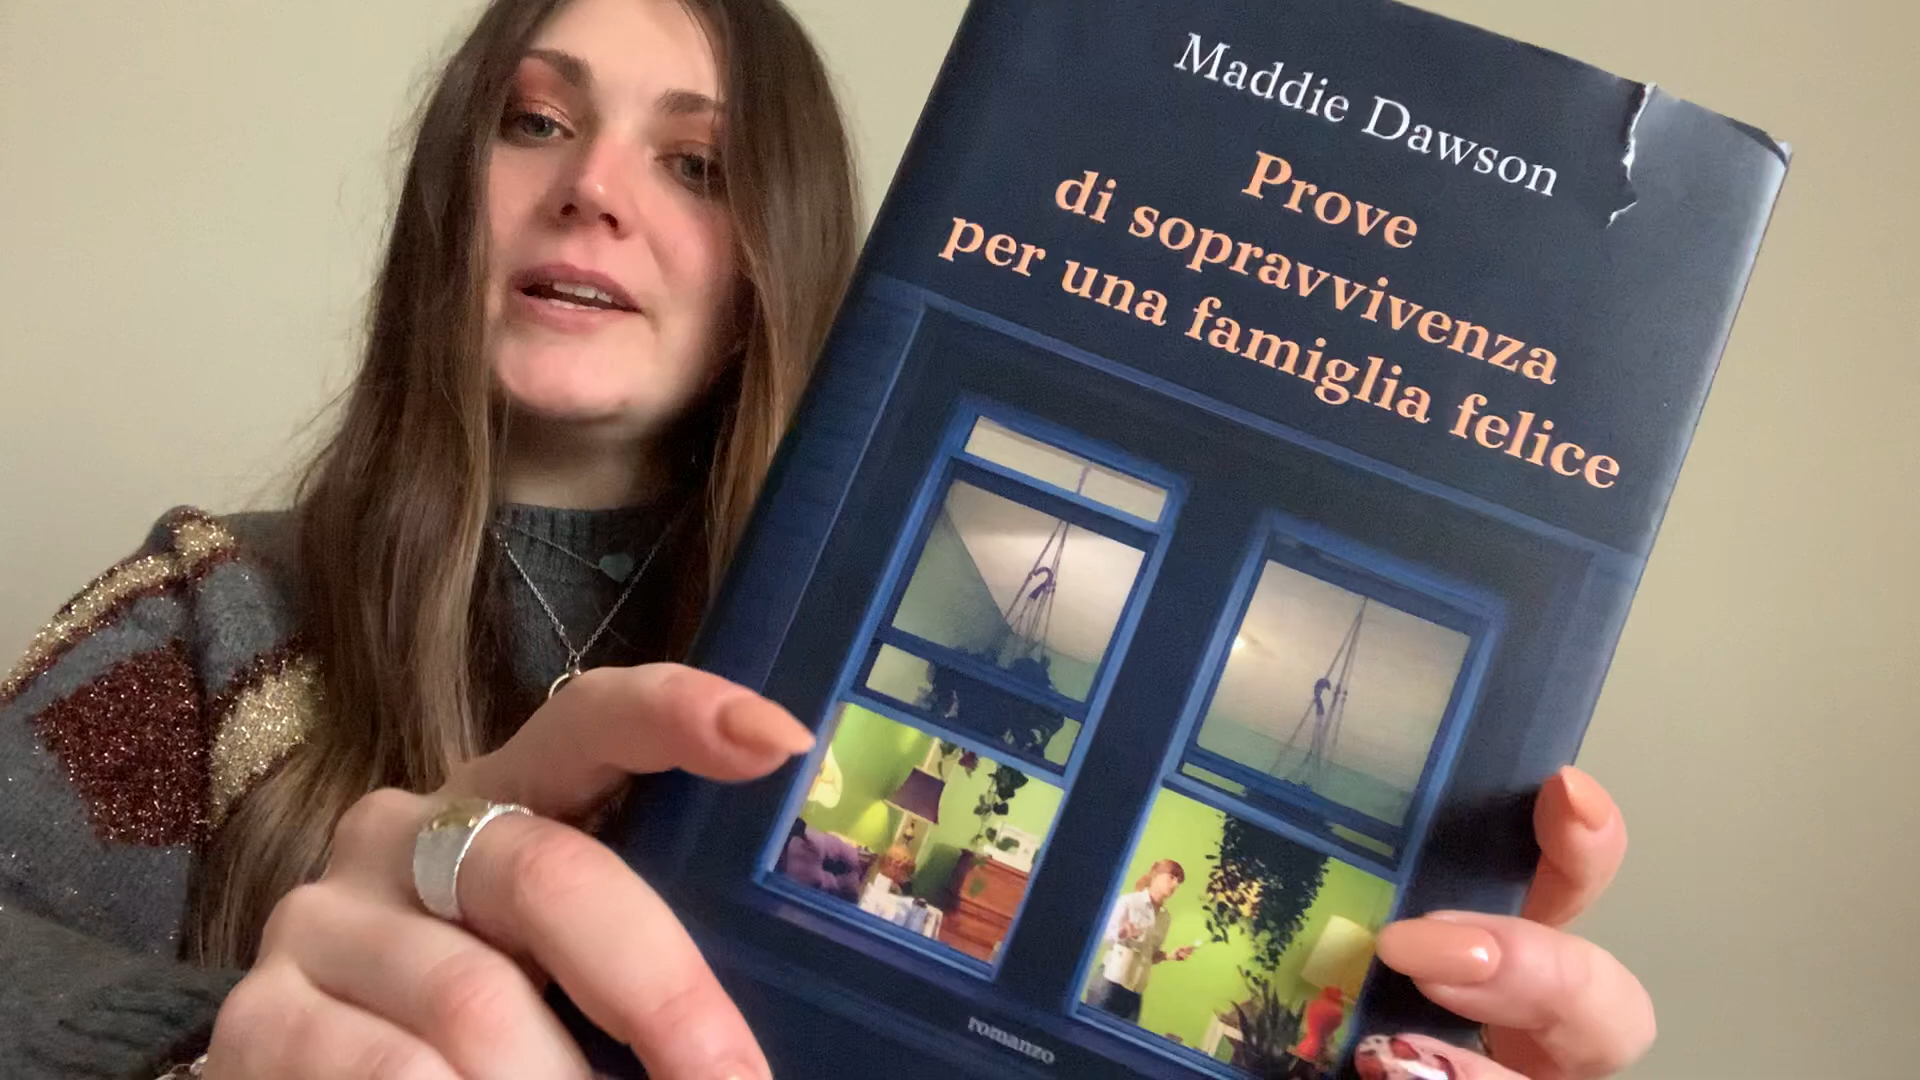 Maddie Dawson
Prove
di sopravvivenza
per una famiglia felice
romanzo